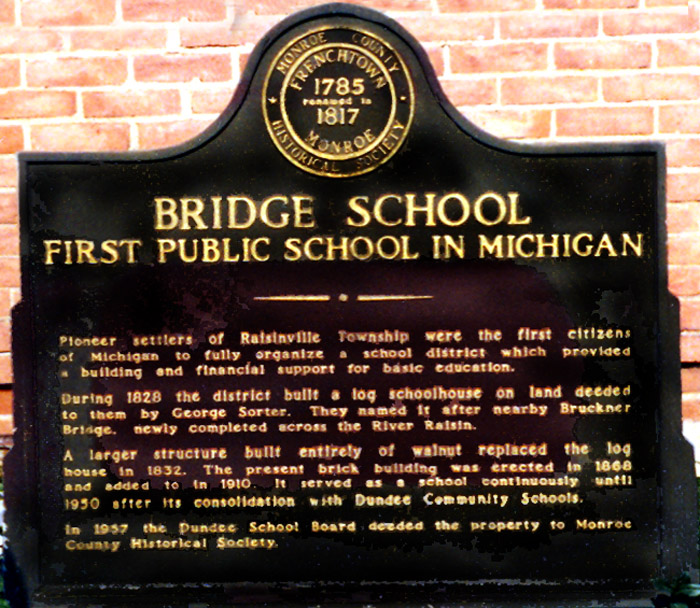 MONROE COUNTY
FRENCHTOWN
1785
renamed in
1817
MONROE
HISTORICAL SOCIETY
BRIDGE SCHOOL
FIRST PUBLIC SCHOOL IN MICHIGAN
Pioneer settlers of Raisinville Township were the first citizens
of Michigan to fully organize a school district which provided
a building and financial support for basic education.
During 1828 the district built a log schoolhouse on land deeded
to them by George Sorter. They named it after nearby Bruckner
Bridge, newly completed across the River Raisin.
A larger structure built entirely of walnut replaced the log
house in 1832. The present brick building was erected in 1868
and added to in 1910. It served as a school continuously until
1950 after its consolidation with Dundee Community Schools.
In 1957 the Dundee School Board deeded the property to Monroe
County Historical Society.